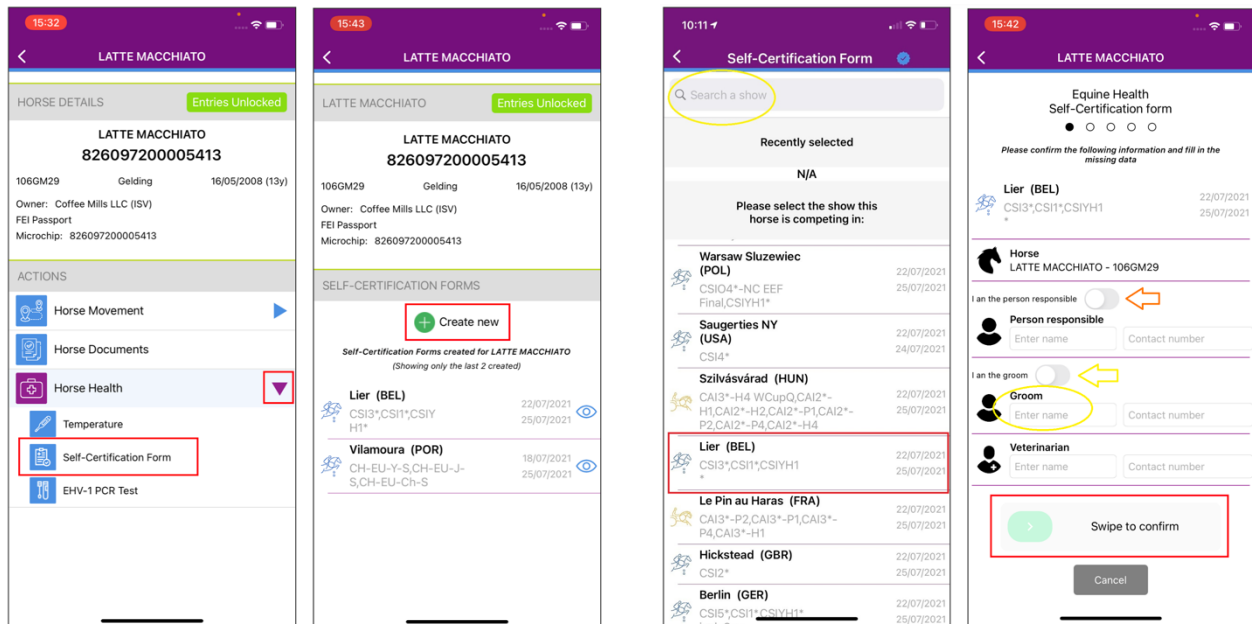 15:32
LATTE MACCHIATO
HORSE DETAILS
Entries Unlocked
LATTE MACCHIATO
826097200005413
106GM29 Gelding 16/05/2008 (13y)
Owner: Coffee Mills LLC (ISV)
FEI Passport
Microchip: 826097200005413
ACTIONS
Horse Movement
Horse Documents
Horse Health
Temperature
Self-Certification Form
EHV-1 PCR Test
15:43
LATTE MACCHIATO
LATTE MACCHIATO
Entries Unlocked
LATTE MACCHIATO
826097200005413
106GM29 Gelding 16/05/2008 (13y)
Owner: Coffee Mills LLC (ISV)
FEI Passport
Microchip: 826097200005413
SELF-CERTIFICATION FORMS
Create new
Self-Certification Forms created for LATTE MACCHIATO
(Showing only the last 2 created)
Lier (BEL)
CSI3*,CSI1*,CSIY 22/07/2021
H1* 25/07/2021
Vilamoura (POR)
CH-EU-Y-S,CH-EU-J- 18/07/2021
S,CH-EU-Ch-S 25/07/2021
10:11
Self-Certification Form
Search a show
Recently selected
N/A
Please select the show this
horse is competing in:
Warsaw Sluzewiec
(POL) 22/07/2021
CSIO4*-NC EEF 25/07/2021
Final,CSIYH1*
Saugerties NY
(USA) 22/07/2021
CSI4* 24/07/2021
Szilvásvárad (HUN)
CAI3*-H4 WCupQ,CAI2*- 22/07/2021
H1,CAI2*-H2,CAI2*-P1,CAI2*- 25/07/2021
P2,CAI2*-P4,CAI2*-H4
Lier (BEL)
CSI3*,CSI1*,CSIYH1 22/07/2021
* 25/07/2021
Le Pin au Haras (FRA)
CAI3*-P2,CAI3*-P1,CAI3*- 22/07/2021
P4,CAI3*-H1 25/07/2021
Hickstead (GBR) 22/07/2021
CSI2* 25/07/2021
Berlin (GER) 22/07/2021
CSI5*,CSI1*,CSIYH1* 25/07/2021
15:42
LATTE MACCHIATO
Equine Health
Self-Certification form
Please confirm the following information and fill in the
missing data
Lier (BEL) 22/07/2021
CSI3*,CSI1*,CSIYH1 25/07/2021
*
Horse
LATTE MACCHIATO - 106GM29
I an the person responsible
Person responsible
Enter name Contact number
I an the groom
Groom
Enter name Contact number
Veterinarian
Enter name Contact number
Swipe to confirm
Cancel